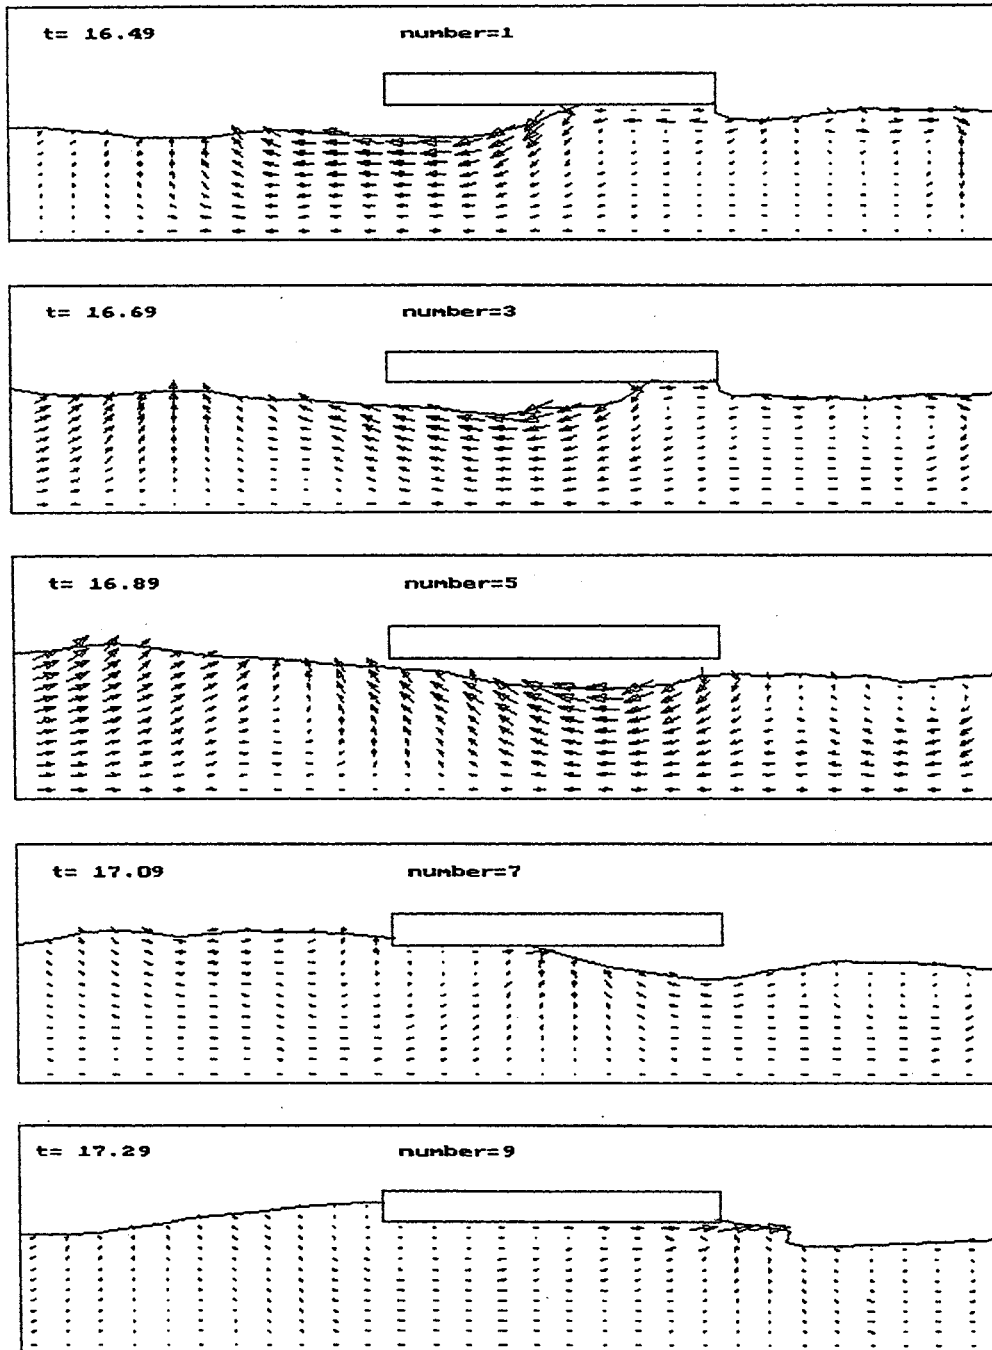 t= 16.49 number=1
t= 16.69 number=3
t= 16.89 number=5
t= 17.09 number=7
t= 17.29 number=9